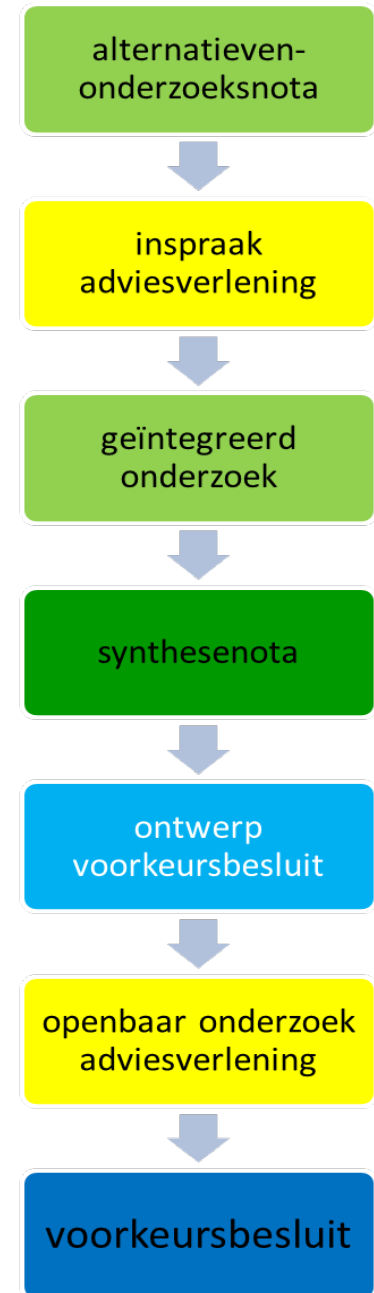 alternatieven-
onderzoeksnota
inspraak
adviesverlening
geïntegreerd
onderzoek
synthesenota
ontwerp
voorkeursbesluit
openbaar onderzoek
adviesverlening
voorkeursbesluit